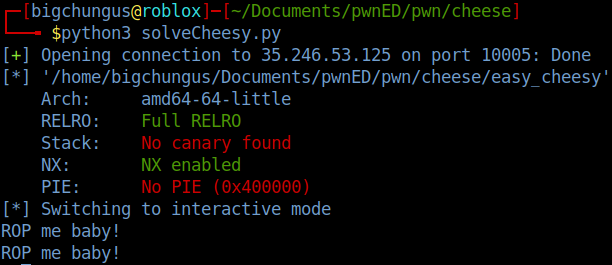 [bigchungus@roblox]-[~/Documents/pwnED/pwn/cheese]
$python3 solveCheesy.py
[+] Opening connection to 35.246.53.125 on port 10005: Done
[*] '/home/bigchungus/Documents/pwnED/pwn/cheese/easy_cheesy'
Arch: amd64-64-little
RELRO: Full RELRO
Stack: No canary found
NX: NX enabled
PIE: No PIE (0x400000)
[*] Switching to interactive mode
ROP me baby!
ROP me baby!